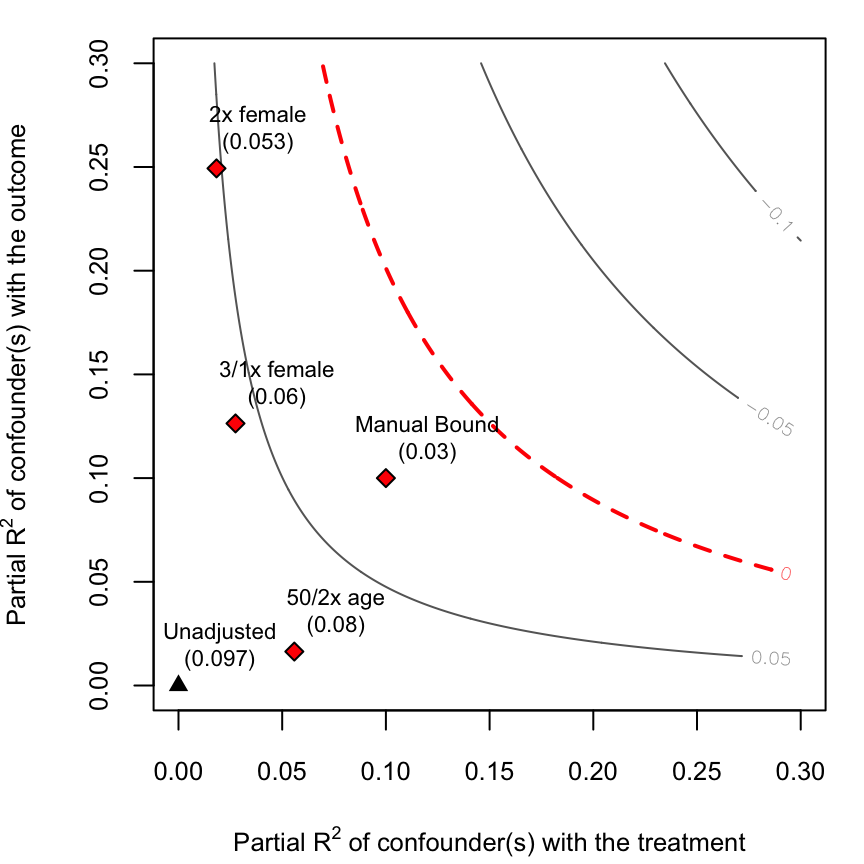 0.30
0.25
0.20
0.15
0.10
0.05
0.00
Partial R² of confounder(s) with the outcome
2x female
(0.053)
3/1x female
(0.06)
Manual Bound
(0.03)
50/2x age
(0.08)
Unadjusted
(0.097)
−0.1
−0.05
0
0.05
0.00 0.05 0.10 0.15 0.20 0.25 0.30
Partial R² of confounder(s) with the treatment